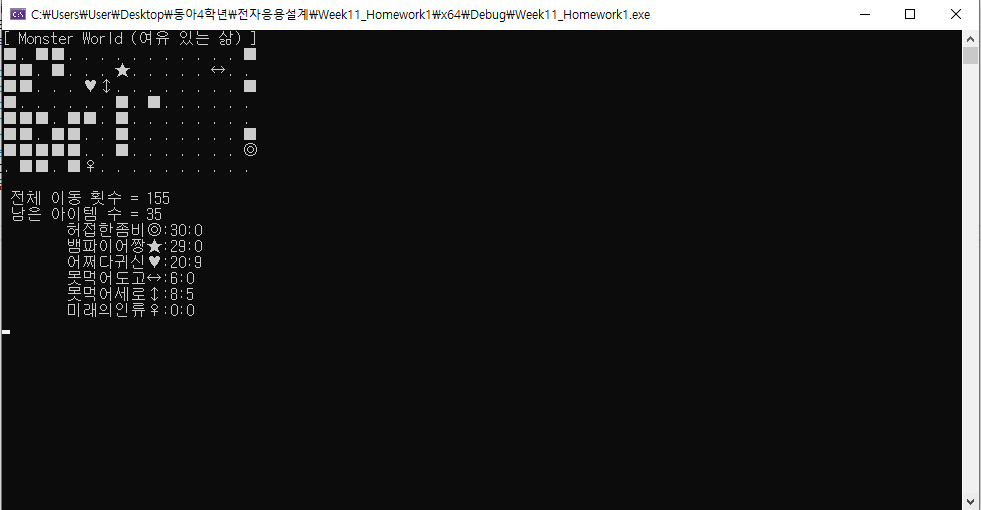 C:\Users\User\Desktop\동아4학년\전자응용설계\Week11_Homework1\x64\Debug\Week11_Homework1.exe
[ Monster World (여유 있는 삶) ]
■. ■■. . . . . . . . . . . ■
■■. ■. . . ★. . . . . ↔. .
■■. . . ♥↕. . . . . . . . ■
■. . . . . . ■. ■. . . . . .
■■■. ■■. ■. . . . . . . .
■■. ■■. . ■. . . . . . . ■
■■■■■. . ■. . . . . . . ◎
. ■■. ■♀. . . . . . . . . .
전체 이동 횟수 = 155
남은 아이템 수 = 35
허접한좀비◎:30:0
뱀파이어짱★:29:0
어쩌다귀신♥:20:9
못먹어도고↔:6:0
못먹어세로↕:8:5
미래의인류♀:0:0